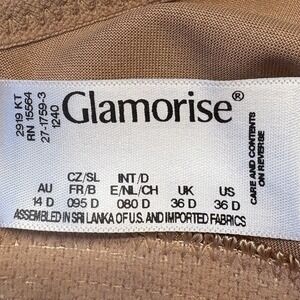 2919 KT
RN 15564
27-1759-3
1240
Glamorise®
CARE AND CONTENTS
ON REVERSE
CZ/SL INT/D
AU FR/B E/NL/CH UK US
14 D 095 D 080 D 36 D 36 D
ASSEMBLED IN SRI LANKA OF U.S. AND IMPORTED FABRICS